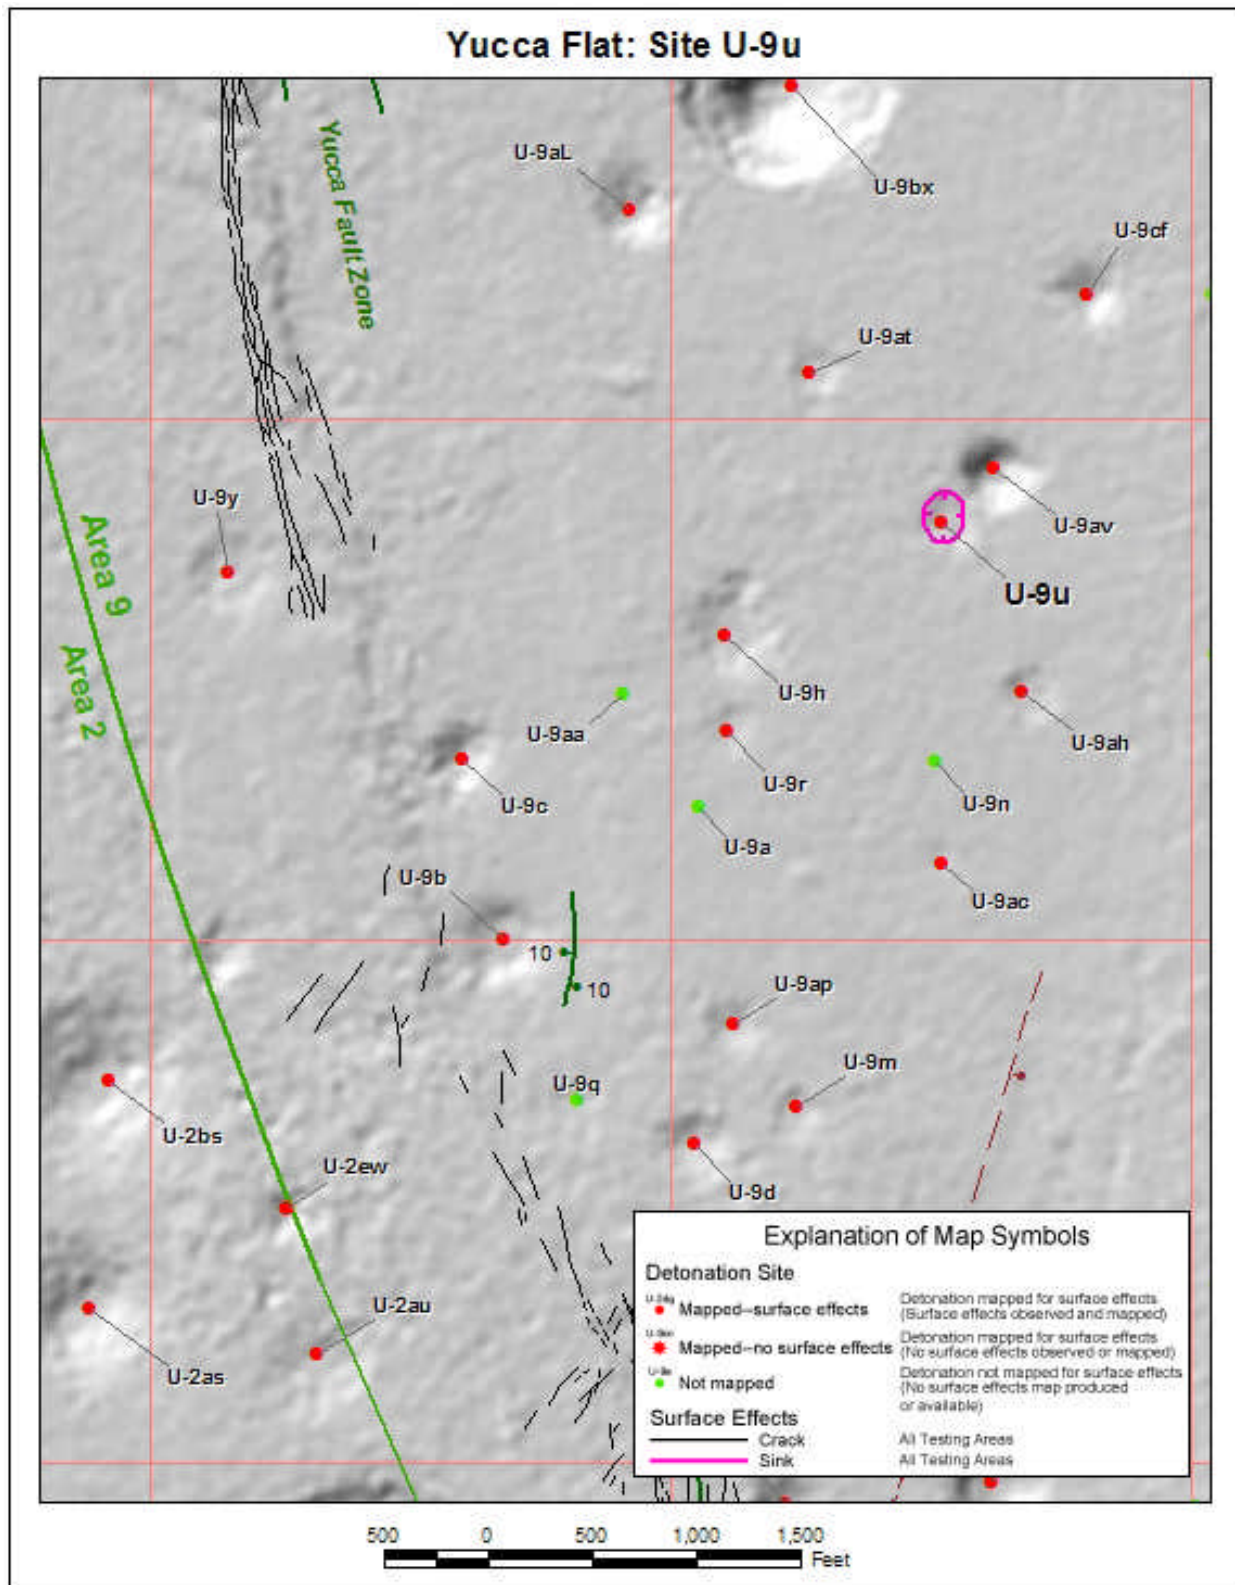 Yucca Flat: Site U-9u
Yucca Fault Zone
U-9aL
U-9bx
U-9cf
U-9at
U-9y
U-9av
U-9u
Area 9
Area 2
U-9h
U-9aa
U-9ah
U-9r
U-9c
U-9n
U-9a
U-9b
U-9ac
10
10
U-9ap
U-9m
U-9q
U-2bs
U-2ew
U-9d
U-2au
U-2as
Explanation of Map Symbols
Detonation Site
Mapped--surface effects
Detonation mapped for surface effects
(Surface effects observed and mapped)
Mapped--no surface effects
Detonation mapped for surface effects
(No surface effects observed or mapped)
Not mapped
Detonation not mapped for surface effects
(No surface effects map produced
or available)
Surface Effects
Crack All Testing Areas
Sink All Testing Areas
500 0 500 1,000 1,500
Feet